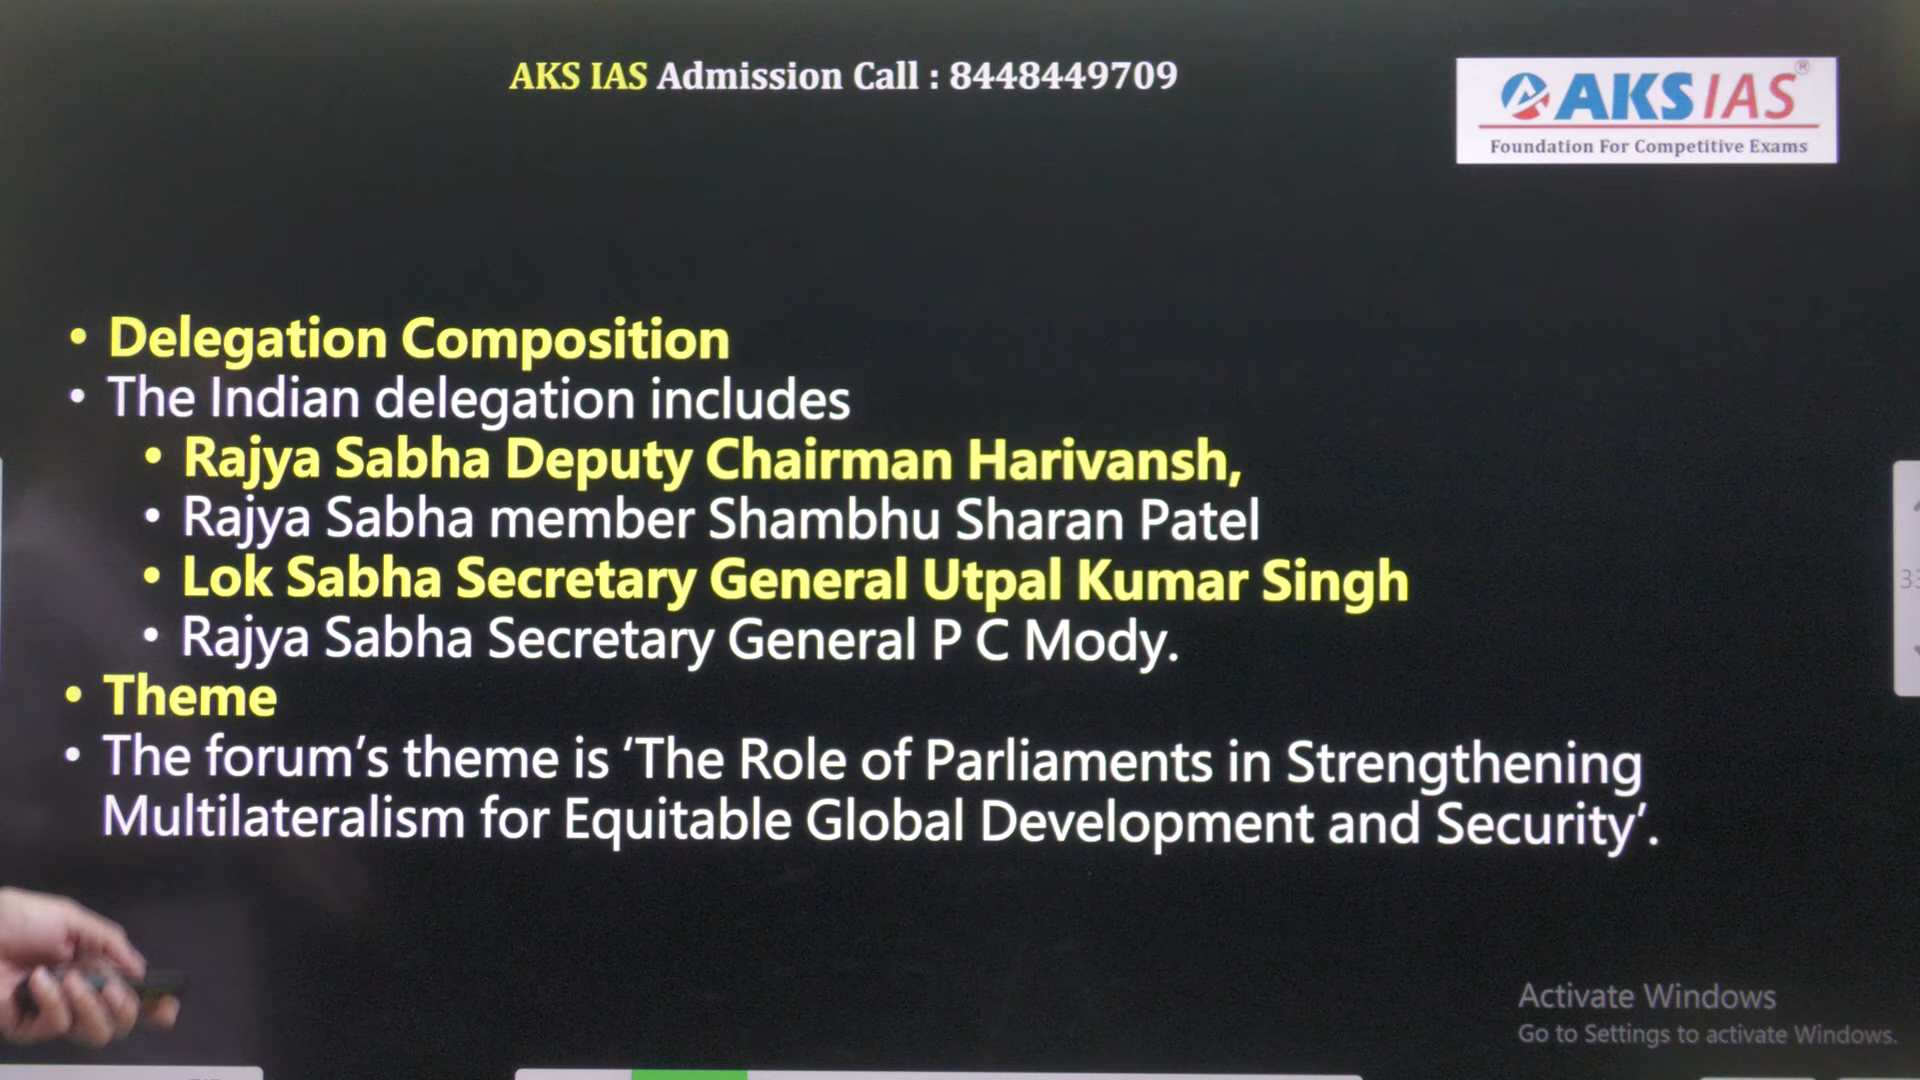 AKS IAS Admission Call : 8448449709
AKS IAS®
Foundation For Competitive Exams
• Delegation Composition
• The Indian delegation includes
• Rajya Sabha Deputy Chairman Harivansh,
• Rajya Sabha member Shambhu Sharan Patel
• Lok Sabha Secretary General Utpal Kumar Singh
• Rajya Sabha Secretary General P C Mody.
• Theme
• The forum’s theme is ‘The Role of Parliaments in Strengthening
Multilateralism for Equitable Global Development and Security’.
Activate Windows
Go to Settings to activate Windows.